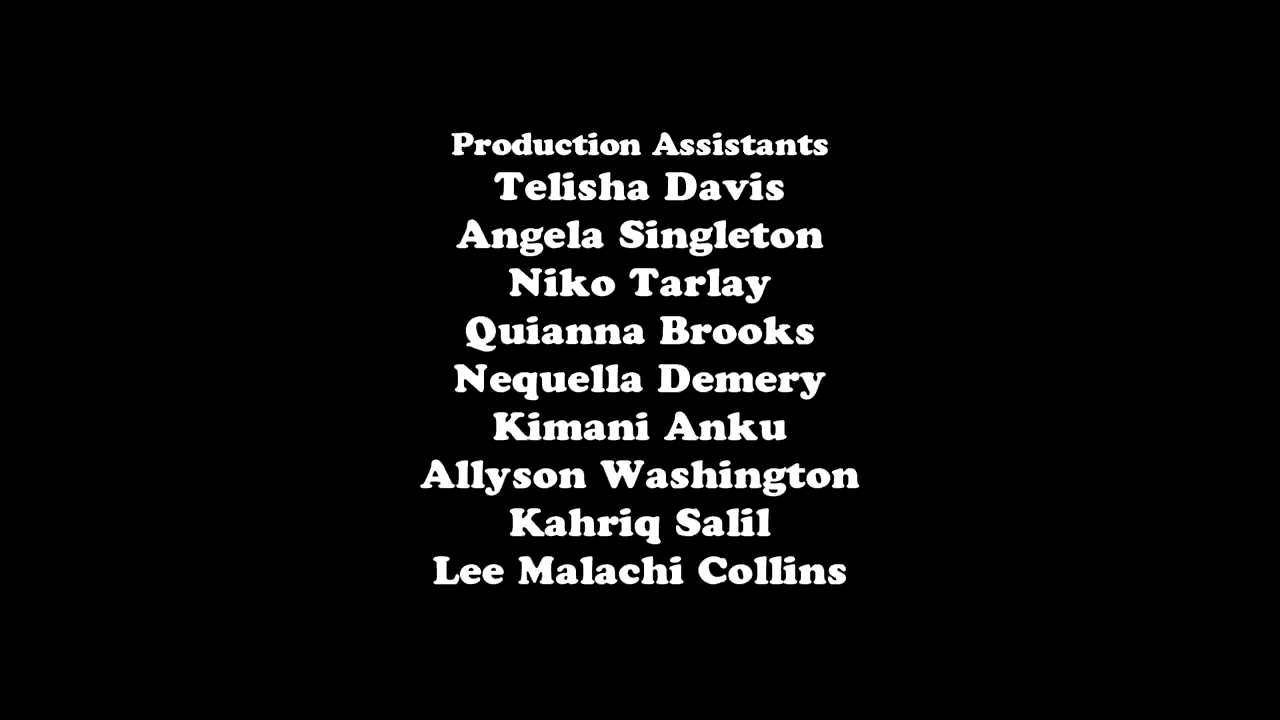 Production Assistants
Telisha Davis
Angela Singleton
Niko Tarlay
Quianna Brooks
Nequella Demery
Kimani Anku
Allyson Washington
Kahriq Salil
Lee Malachi Collins